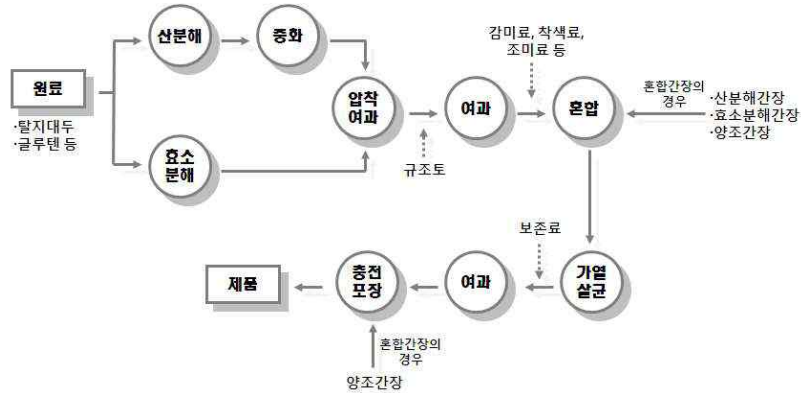 산분해
중화
감미료, 착색료,
조미료 등
원료
압착
여과
여과
혼합
혼합간장의
경우
·산분해간장
·효소분해간장
·양조간장
·탈지대두
·글루텐 등
효소
분해
규조토
보존료
제품
충전
포장
여과
가열
살균
혼합간장의
경우
양조간장